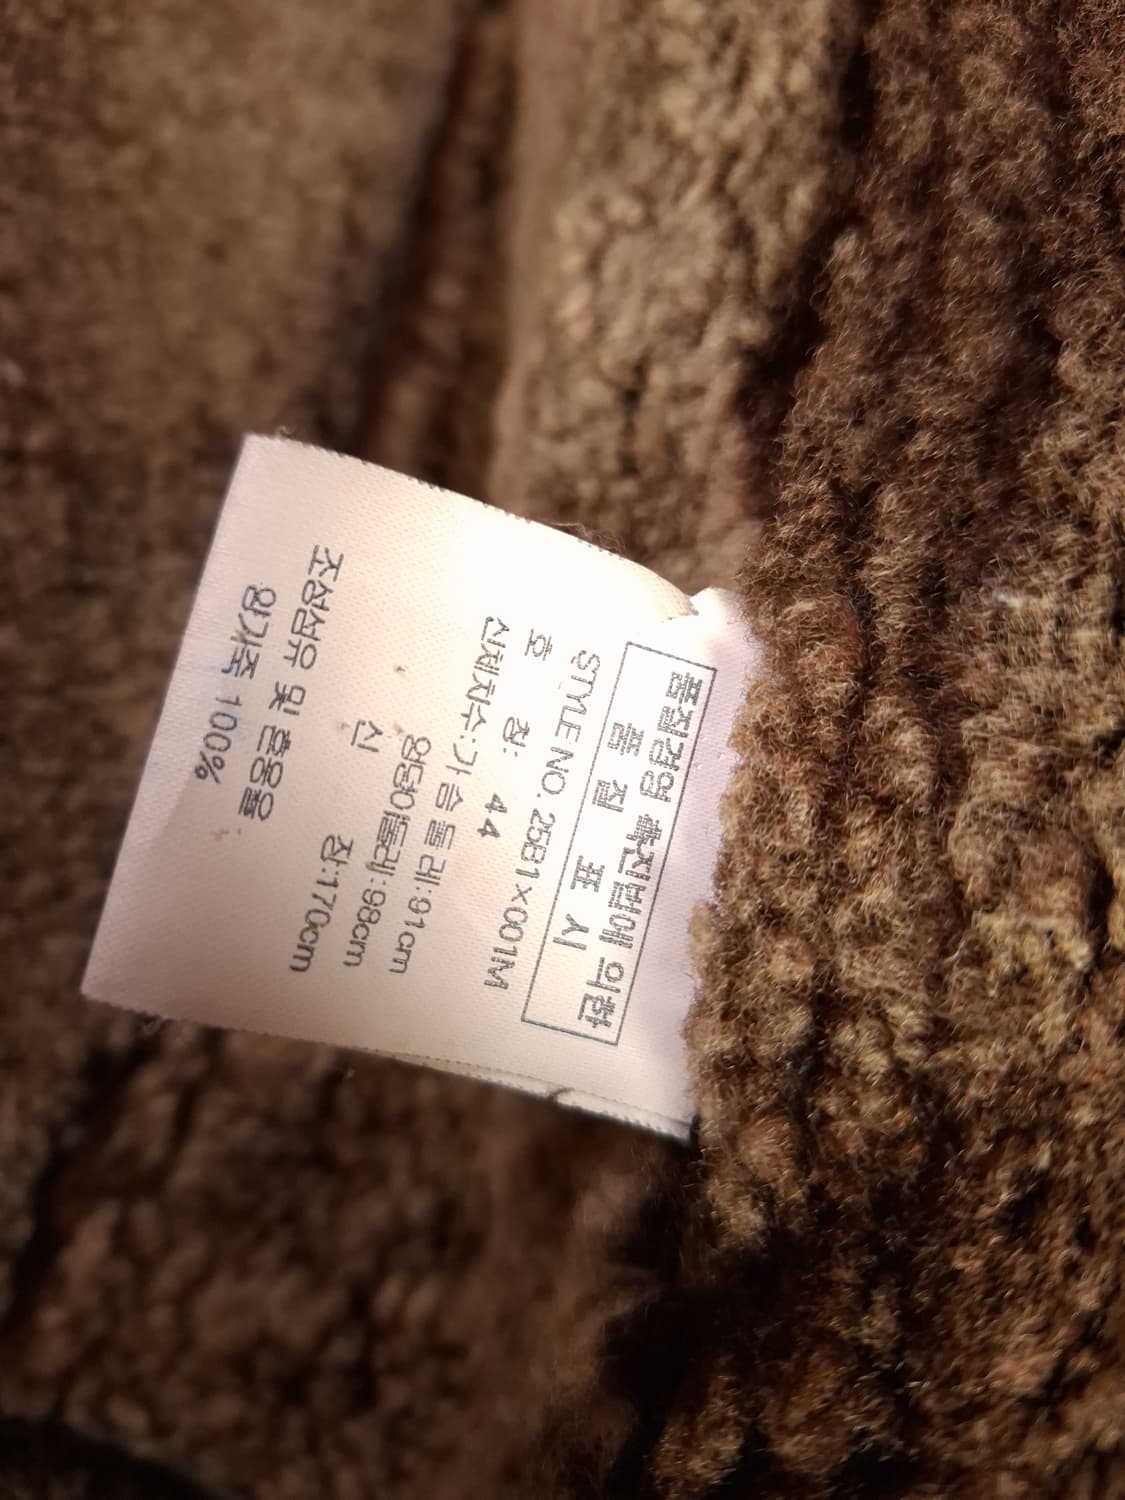 품질경영 촉진법에 의한
품 질 표 시
STYLE NO. 25B1×001M
호 칭: 44
신체치수:가슴둘레:91cm
엉덩이둘레:98cm
신 장:170cm
조성섬유 및 혼용율
양가죽 100%